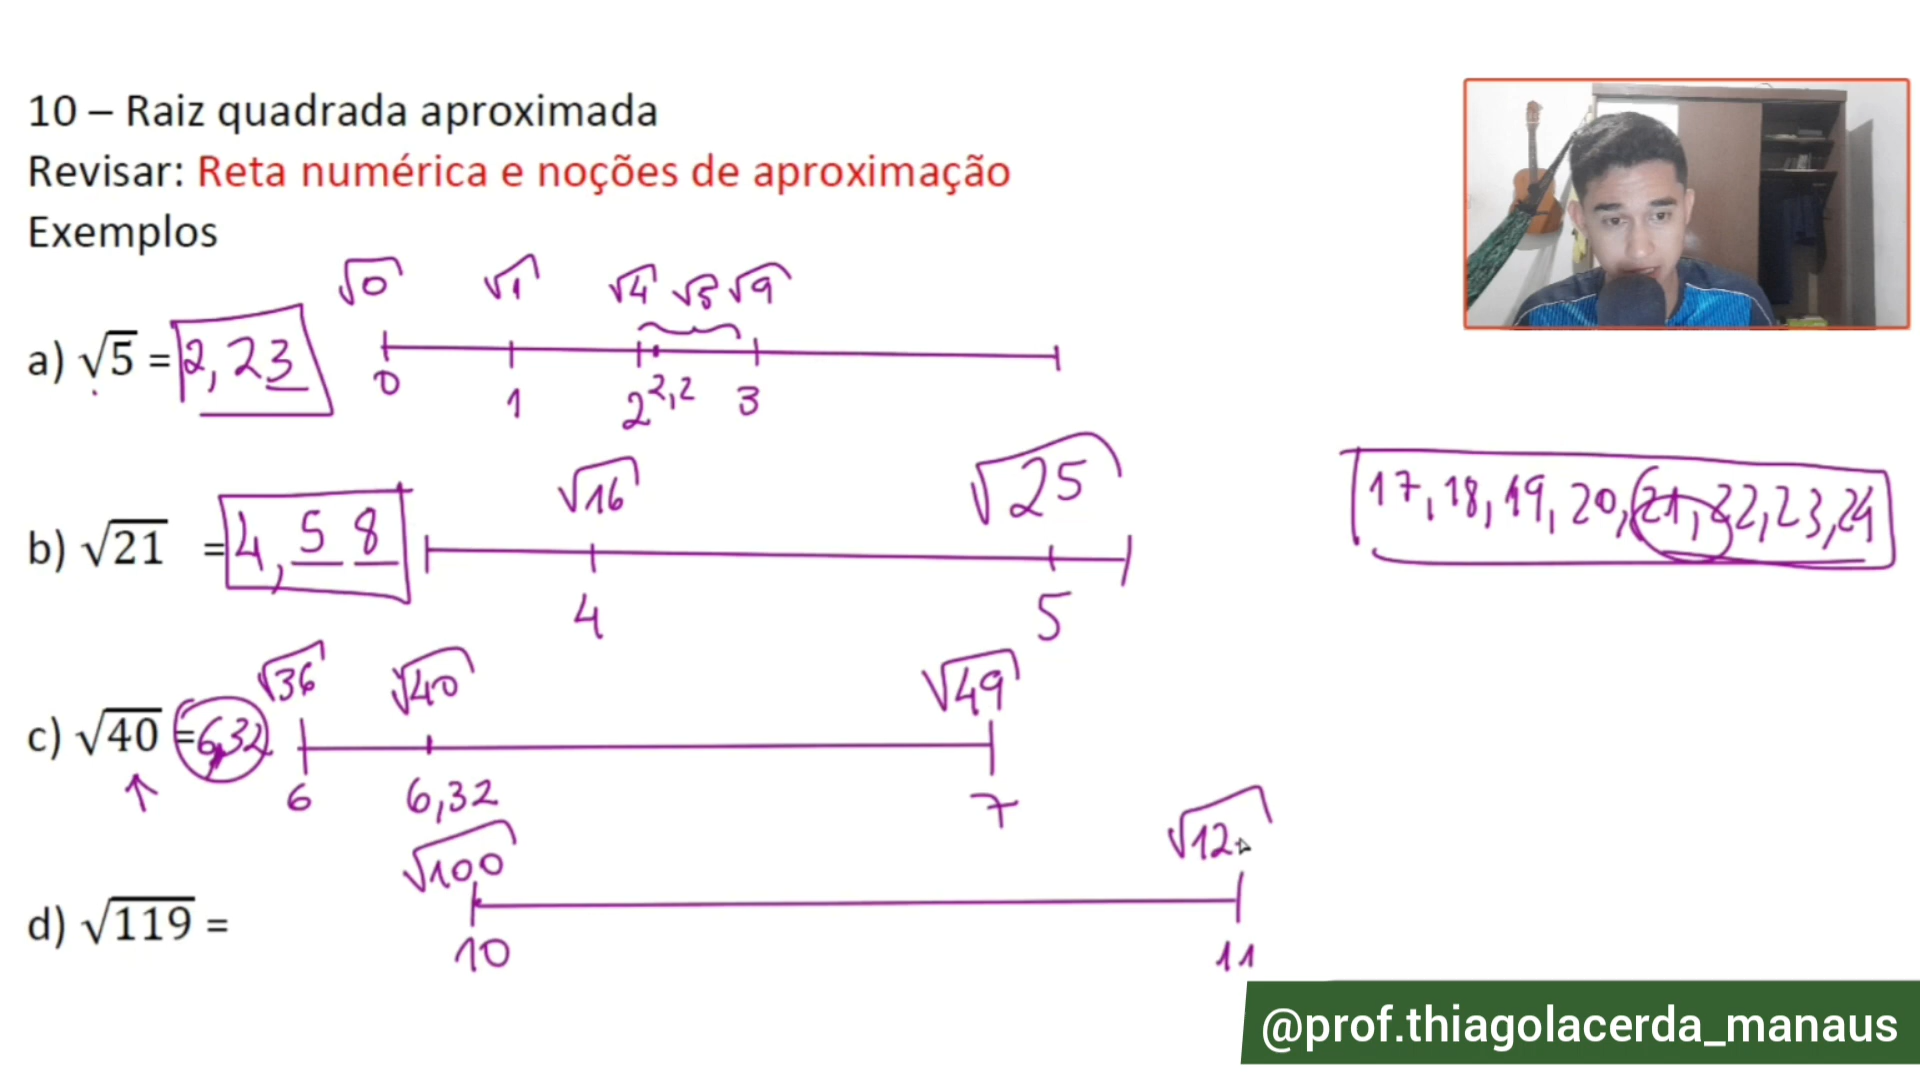 10 – Raiz quadrada aproximada
Revisar: Reta numérica e noções de aproximação
Exemplos
√0 √1 √4 √5 √9
a) √5 = 2,23
0 1 2 2,2 3
√16 √25
17, 18, 19, 20, 21, 22, 23, 24
b) √21 = 4,58
4 5
√36 √40 √49
c) √40 = 6,32
6 6,32 7
√100 √12
d) √119 =
10 11
@prof.thiagolacerda_manaus